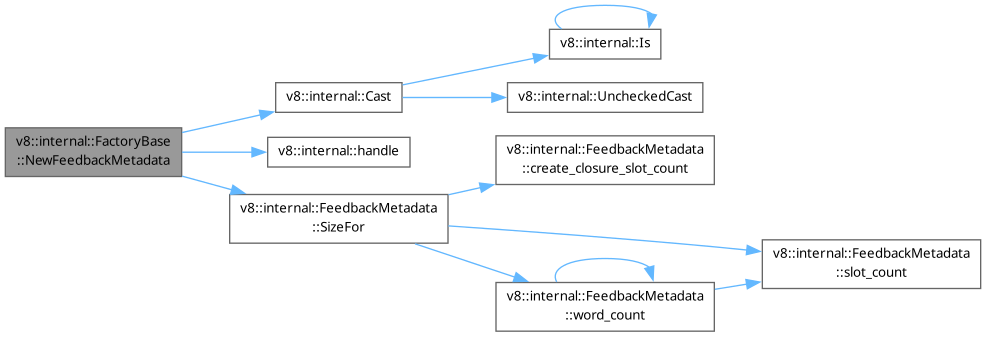 v8::internal::Is
v8::internal::Cast
v8::internal::UncheckedCast
v8::internal::FactoryBase
::NewFeedbackMetadata
v8::internal::handle
v8::internal::FeedbackMetadata
::create_closure_slot_count
v8::internal::FeedbackMetadata
::SizeFor
v8::internal::FeedbackMetadata
::slot_count
v8::internal::FeedbackMetadata
::word_count